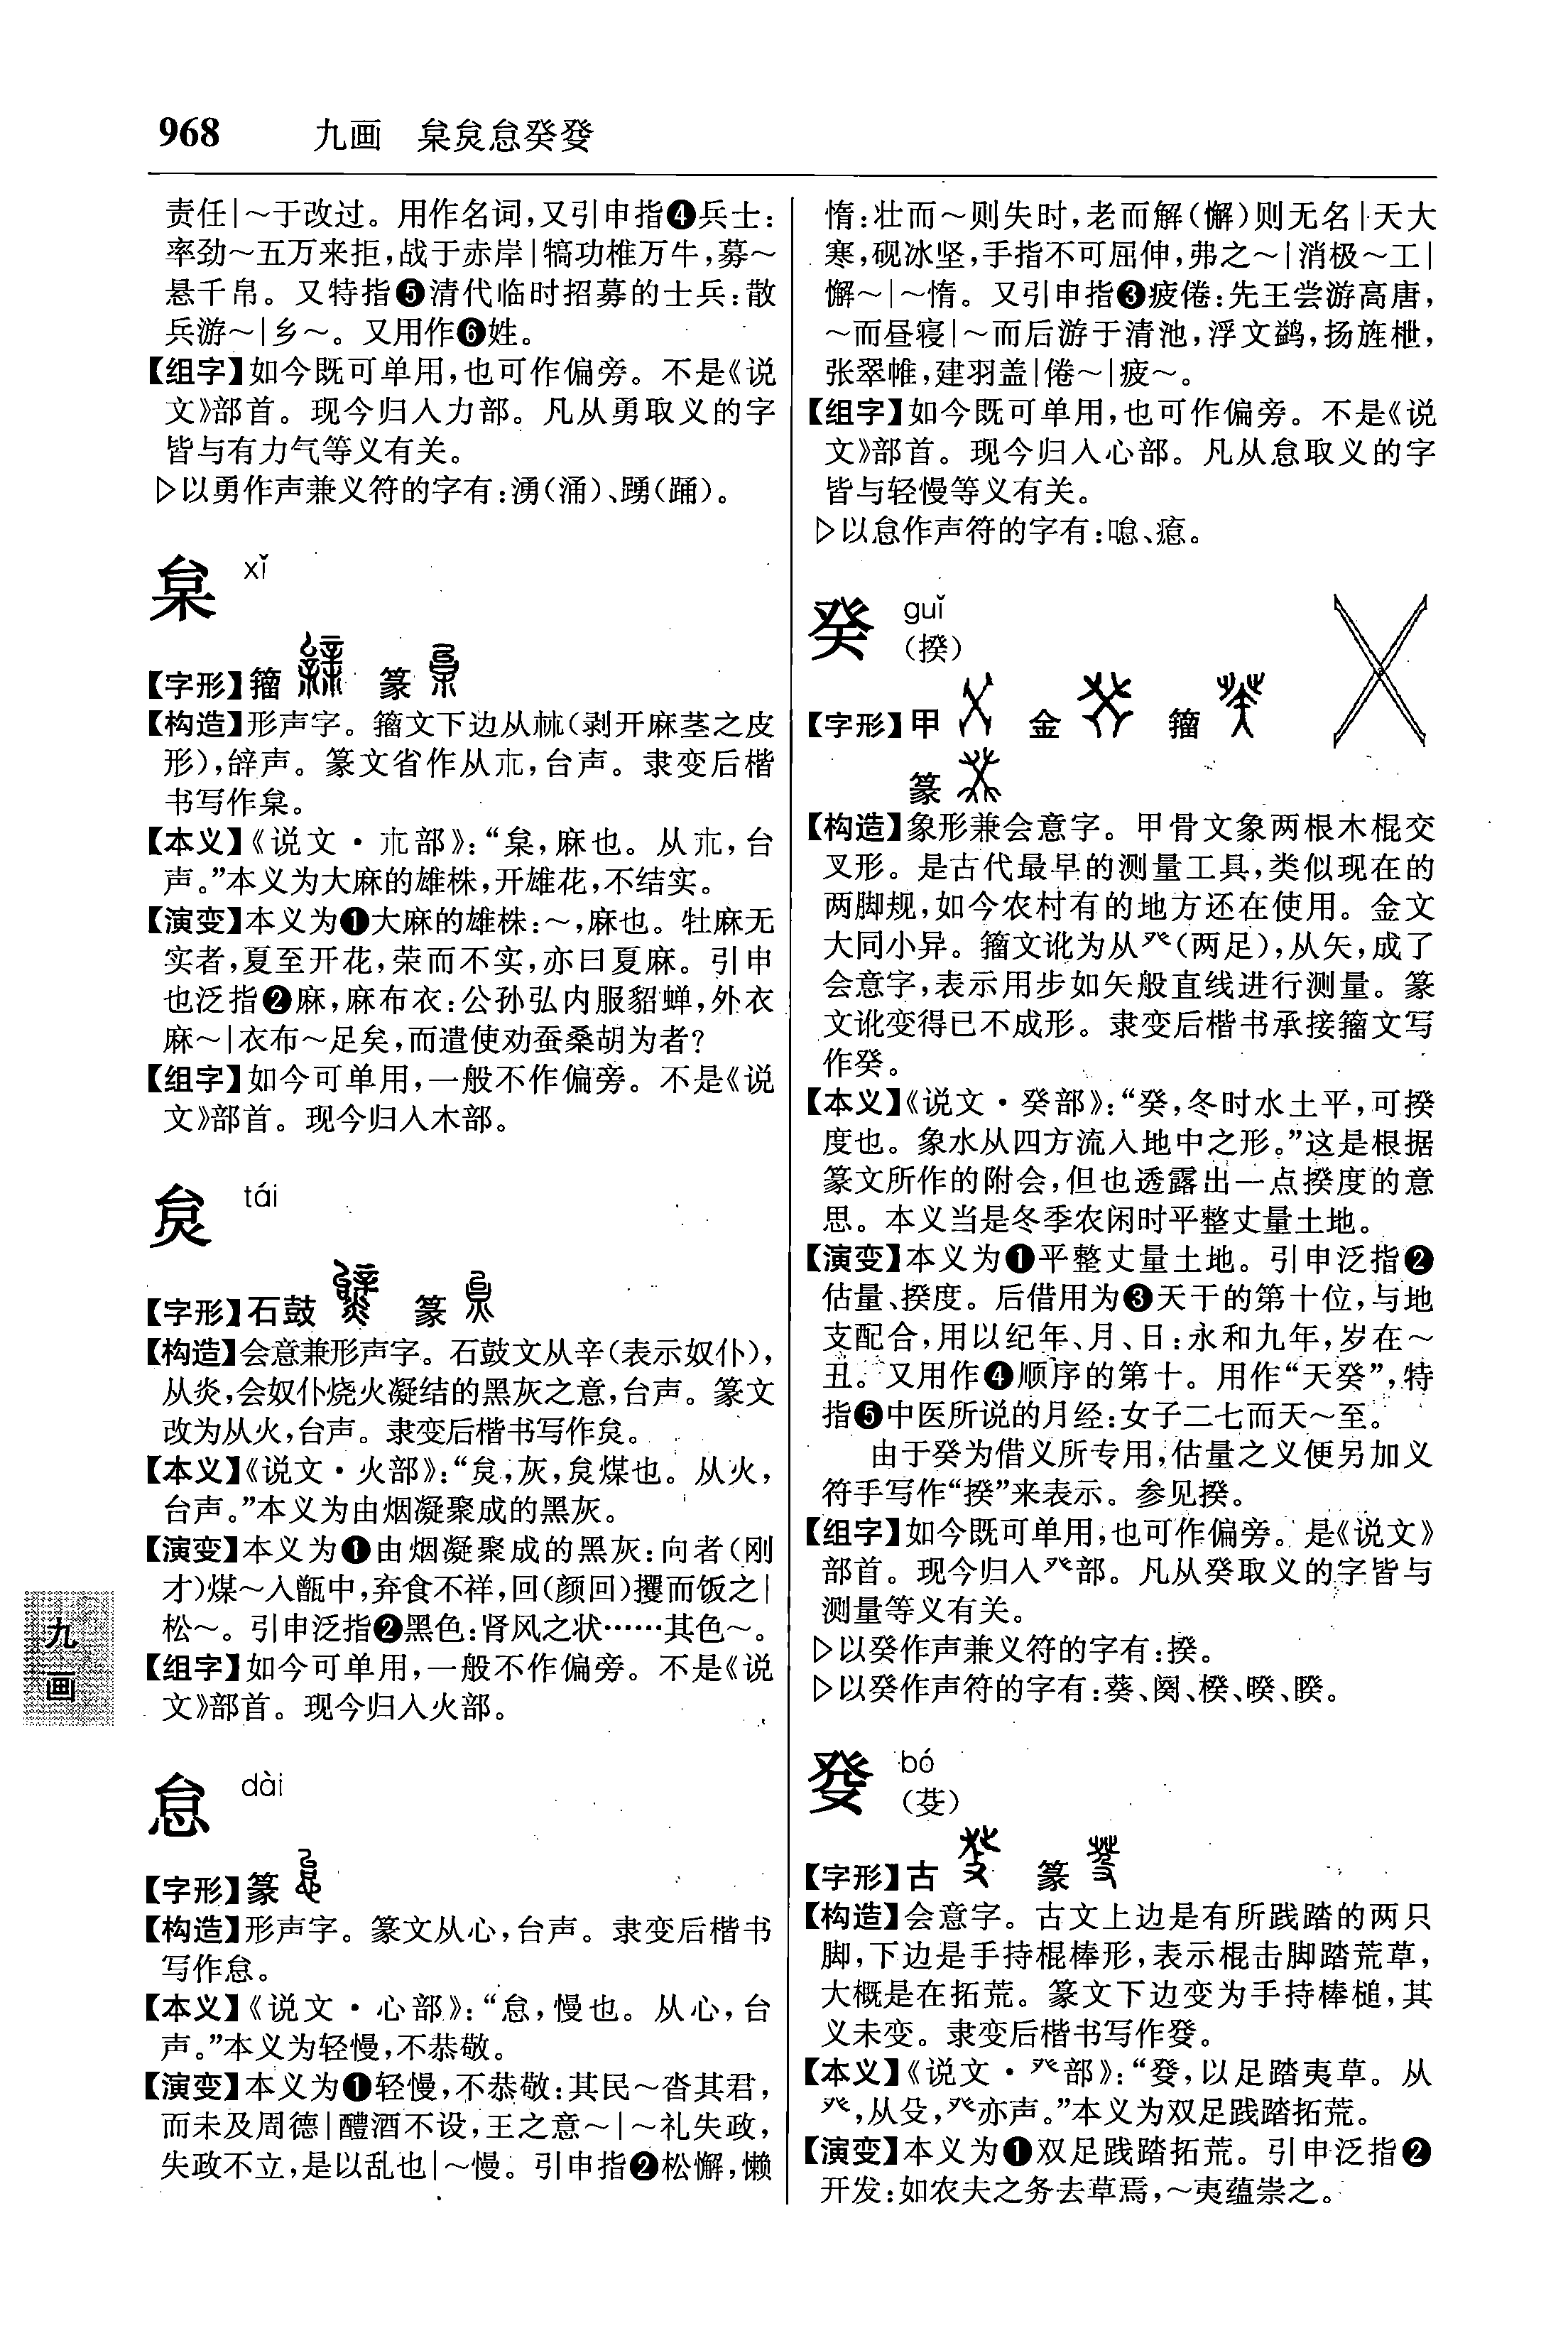 968 九画 枲炱怠癸癹
责任|～于改过。用作名词,又引申指❹兵士:
率劲～五万来拒,战于赤岸|犒功椎万牛,募～
悬千帛。又特指❺清代临时招募的士兵:散
兵游～|乡～。又用作❻姓。
【组字】如今既可单用,也可作偏旁。不是《说
文》部首。现今归入力部。凡从勇取义的字
皆与有力气等义有关。
▷以勇作声兼义符的字有:湧(涌)、踴(踊)。
枲 xǐ
【字形】籀 篆
【构造】形声字。籀文下边从𣏟(剥开麻茎之皮
形),辝声。篆文省作从朩,台声。隶变后楷
书写作枲。
【本义】《说文·朩部》:“枲,麻也。从朩,台
声。”本义为大麻的雄株,开雄花,不结实。
【演变】本义为❶大麻的雄株:～,麻也。牡麻无
实者,夏至开花,荣而不实,亦曰夏麻。引申
也泛指❷麻,麻布衣:公孙弘内服貂蝉,外衣
麻～|衣布～足矣,而遣使劝蚕桑胡为者?
【组字】如今可单用,一般不作偏旁。不是《说
文》部首。现今归入木部。
炱 tái
【字形】石鼓 篆
【构造】会意兼形声字。石鼓文从辛(表示奴仆),
从炎,会奴仆烧火凝结的黑灰之意,台声。篆文
改为从火,台声。隶变后楷书写作炱。
【本义】《说文·火部》:“炱,灰,炱煤也。从火,
台声。”本义为由烟凝聚成的黑灰。
【演变】本义为❶由烟凝聚成的黑灰:向者(刚
才)煤～入甑中,弃食不祥,回(颜回)攫而饭之|
松～。引申泛指❷黑色:肾风之状……其色～。
【组字】如今可单用,一般不作偏旁。不是《说
文》部首。现今归入火部。
怠 dài
【字形】篆
【构造】形声字。篆文从心,台声。隶变后楷书
写作怠。
【本义】《说文·心部》:“怠,慢也。从心,台
声。”本义为轻慢,不恭敬。
【演变】本义为❶轻慢,不恭敬:其民～沓其君,
而未及周德|醴酒不设,王之意～|～礼失政,
失政不立,是以乱也|～慢。引申指❷松懈,懒
惰:壮而～则失时,老而解(懈)则无名|天大
寒,砚冰坚,手指不可屈伸,弗之～|消极～工|
懈～|～惰。又引申指❸疲倦:先王尝游高唐,
～而昼寝|～而后游于清池,浮文鹢,扬旌枻,
张翠帷,建羽盖|倦～|疲～。
【组字】如今既可单用,也可作偏旁。不是《说
文》部首。现今归入心部。凡从怠取义的字
皆与轻慢等义有关。
▷以怠作声符的字有:噫、癔。
癸 guǐ
(揆)
【字形】甲 金 籀
篆
【构造】象形兼会意字。甲骨文象两根木棍交
叉形。是古代最早的测量工具,类似现在的
两脚规,如今农村有的地方还在使用。金文
大同小异。籀文讹为从癶(两足),从矢,成了
会意字,表示用步如矢般直线进行测量。篆
文讹变得已不成形。隶变后楷书承接籀文写
作癸。
【本义】《说文·癸部》:“癸,冬时水土平,可揆
度也。象水从四方流入地中之形。”这是根据
篆文所作的附会,但也透露出一点揆度的意
思。本义当是冬季农闲时平整丈量土地。
【演变】本义为❶平整丈量土地。引申泛指❷
估量、揆度。后借用为❸天干的第十位,与地
支配合,用以纪年、月、日:永和九年,岁在～
丑。又用作❹顺序的第十。用作“天癸”,特
指❺中医所说的月经:女子二七而天～至。
由于癸为借义所专用,估量之义便另加义
符手写作“揆”来表示。参见揆。
【组字】如今既可单用,也可作偏旁。是《说文》
部首。现今归入癶部。凡从癸取义的字皆与
测量等义有关。
▷以癸作声兼义符的字有:揆。
▷以癸作声符的字有:葵、阕、楑、暌、睽。
癹 bó
(茇)
【字形】古 篆
【构造】会意字。古文上边是有所践踏的两只
脚,下边是手持棍棒形,表示棍击脚踏荒草,
大概是在拓荒。篆文下边变为手持棒槌,其
义未变。隶变后楷书写作癹。
【本义】《说文·癶部》:“癹,以足踏夷草。从
癶,从殳,癶亦声。”本义为双足践踏拓荒。
【演变】本义为❶双足践踏拓荒。引申泛指❷
开发:如农夫之务去草焉,～夷蕴崇之。
九
画